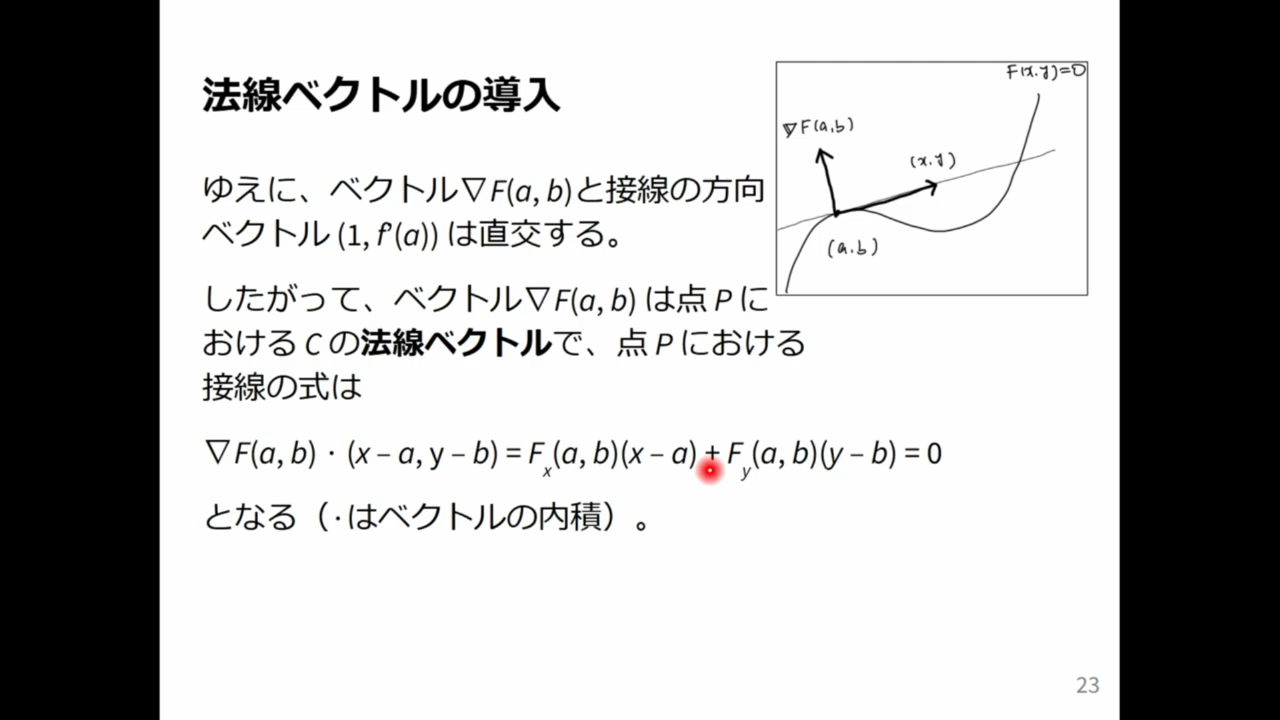 法線ベクトルの導入
F(x,y)=0
∇F(a,b)
(x,y)
(a,b)
ゆえに、ベクトル∇F(a, b)と接線の方向
ベクトル (1, f'(a)) は直交する。
したがって、ベクトル∇F(a, b) は点 P に
おける C の法線ベクトルで、点 P における
接線の式は
∇F(a, b)・(x – a, y – b) = Fx(a, b)(x – a) + Fy(a, b)(y – b) = 0
となる（・はベクトルの内積）。
23